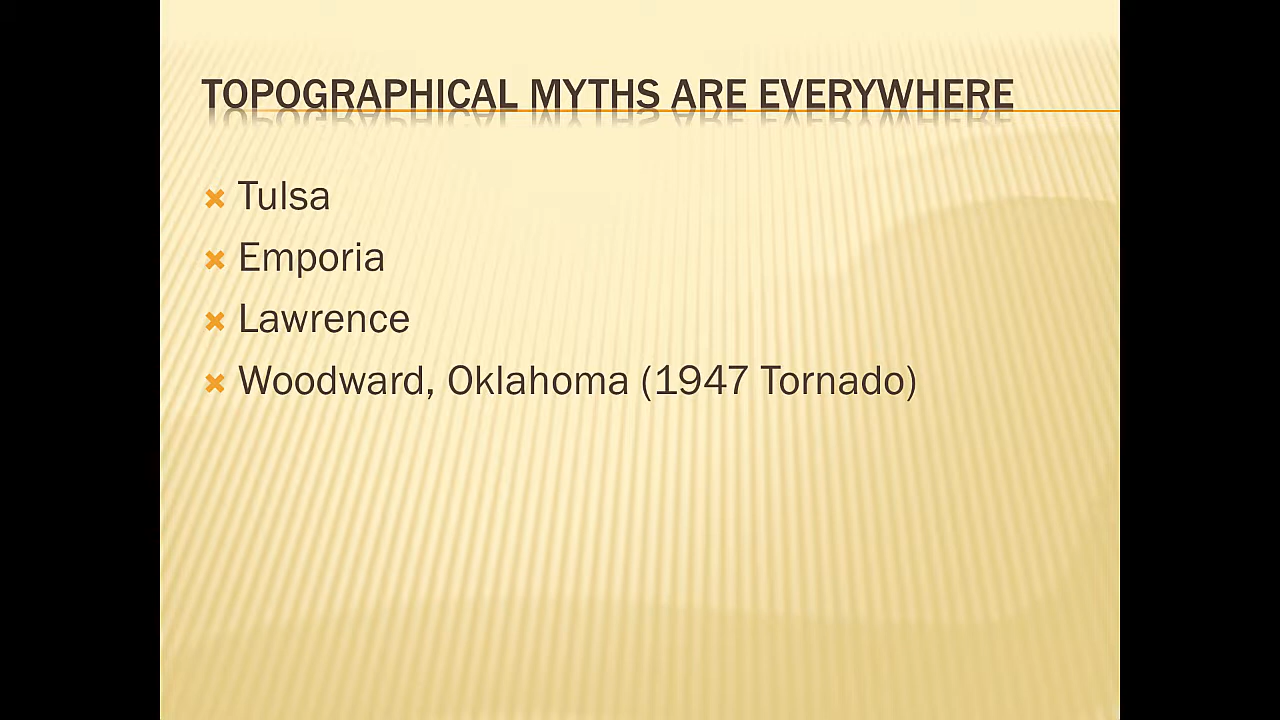 TOPOGRAPHICAL MYTHS ARE EVERYWHERE
Tulsa
Emporia
Lawrence
Woodward, Oklahoma (1947 Tornado)